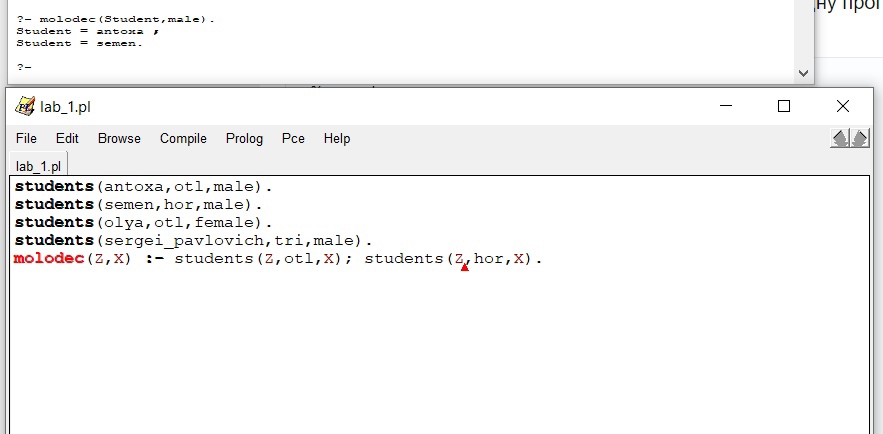 ну прог
?- molodec(Student,male).
Student = antoxa ;
Student = semen.
?-
lab_1.pl
File Edit Browse Compile Prolog Pce Help
lab_1.pl
students(antoxa,otl,male).
students(semen,hor,male).
students(olya,otl,female).
students(sergei_pavlovich,tri,male).
molodec(Z,X) :- students(Z,otl,X); students(Z,hor,X).